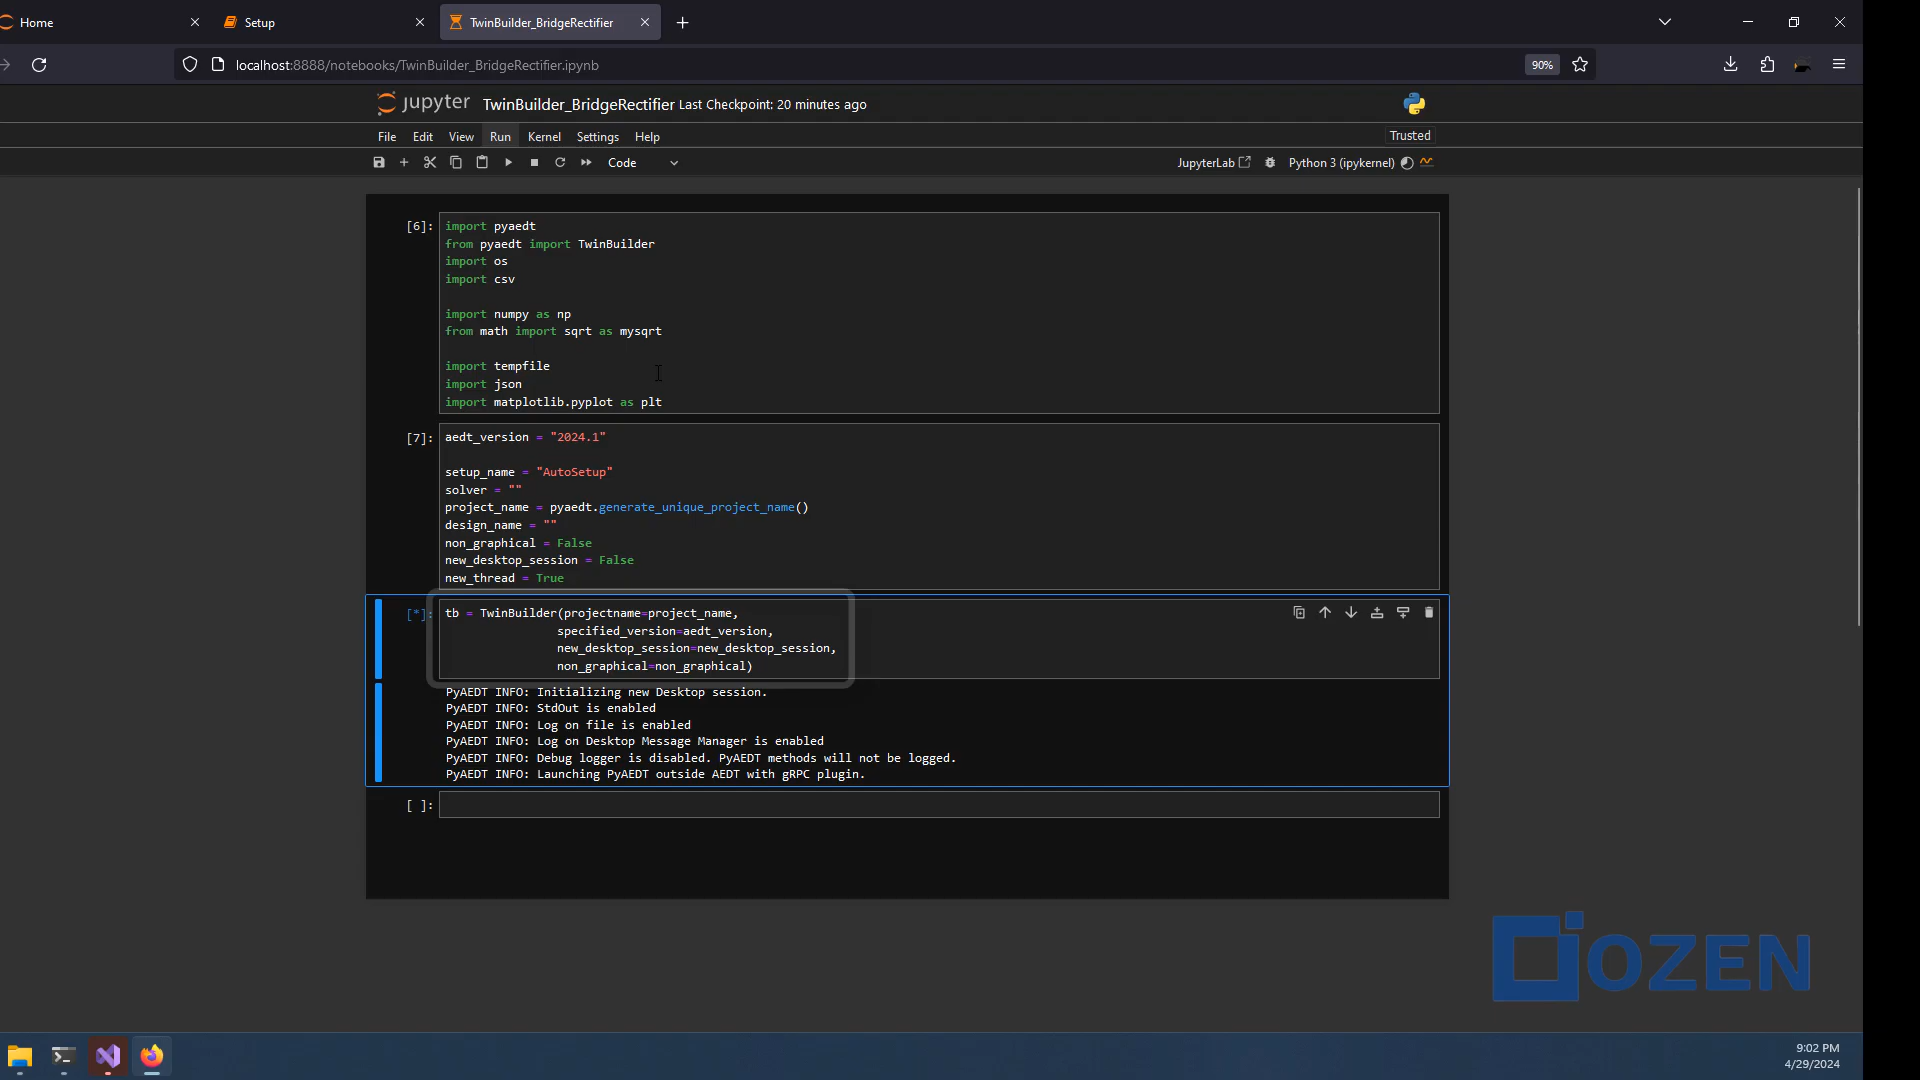 Home
Setup
TwinBuilder_BridgeRectifier
localhost:8888/notebooks/TwinBuilder_BridgeRectifier.ipynb
90%
jupyter
TwinBuilder_BridgeRectifier Last Checkpoint: 20 minutes ago
File Edit View Run Kernel Settings Help
Trusted
Code
JupyterLab
Python 3 (ipykernel)
[6]:
import pyaedt
from pyaedt import TwinBuilder
import os
import csv
import numpy as np
from math import sqrt as mysqrt
import tempfile
import json
import matplotlib.pyplot as plt
[7]:
aedt_version = "2024.1"
setup_name = "AutoSetup"
solver = ""
project_name = pyaedt.generate_unique_project_name()
design_name = ""
non_graphical = False
new_desktop_session = False
new_thread = True
[*]:
tb = TwinBuilder(projectname=project_name,
specified_version=aedt_version,
new_desktop_session=new_desktop_session,
non_graphical=non_graphical)
PyAEDT INFO: Initializing new Desktop session.
PyAEDT INFO: StdOut is enabled
PyAEDT INFO: Log on file is enabled
PyAEDT INFO: Log on Desktop Message Manager is enabled
PyAEDT INFO: Debug logger is disabled. PyAEDT methods will not be logged.
PyAEDT INFO: Launching PyAEDT outside AEDT with gRPC plugin.
[ ]:
OZEN
9:02 PM
4/29/2024